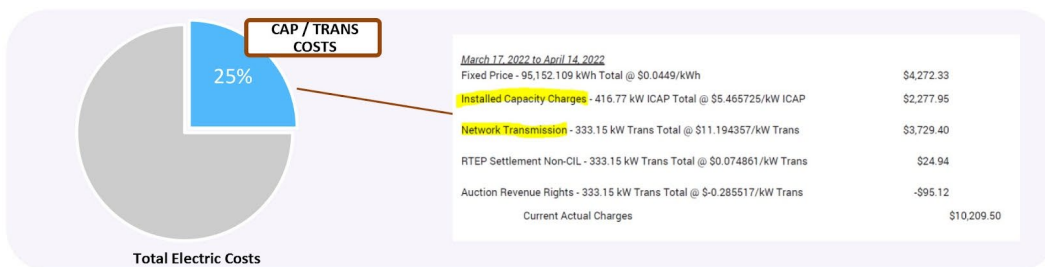 CAP / TRANS
COSTS
25%
Total Electric Costs
March 17, 2022 to April 14, 2022
Fixed Price - 95,152.109 kWh Total @ $0.0449/kWh $4,272.33
Installed Capacity Charges - 416.77 kW ICAP Total @ $5.465725/kW ICAP $2,277.95
Network Transmission - 333.15 kW Trans Total @ $11.194357/kW Trans $3,729.40
RTEP Settlement Non-CIL - 333.15 kW Trans Total @ $0.074861/kW Trans $24.94
Auction Revenue Rights - 333.15 kW Trans Total @ $-0.285517/kW Trans -$95.12
Current Actual Charges $10,209.50